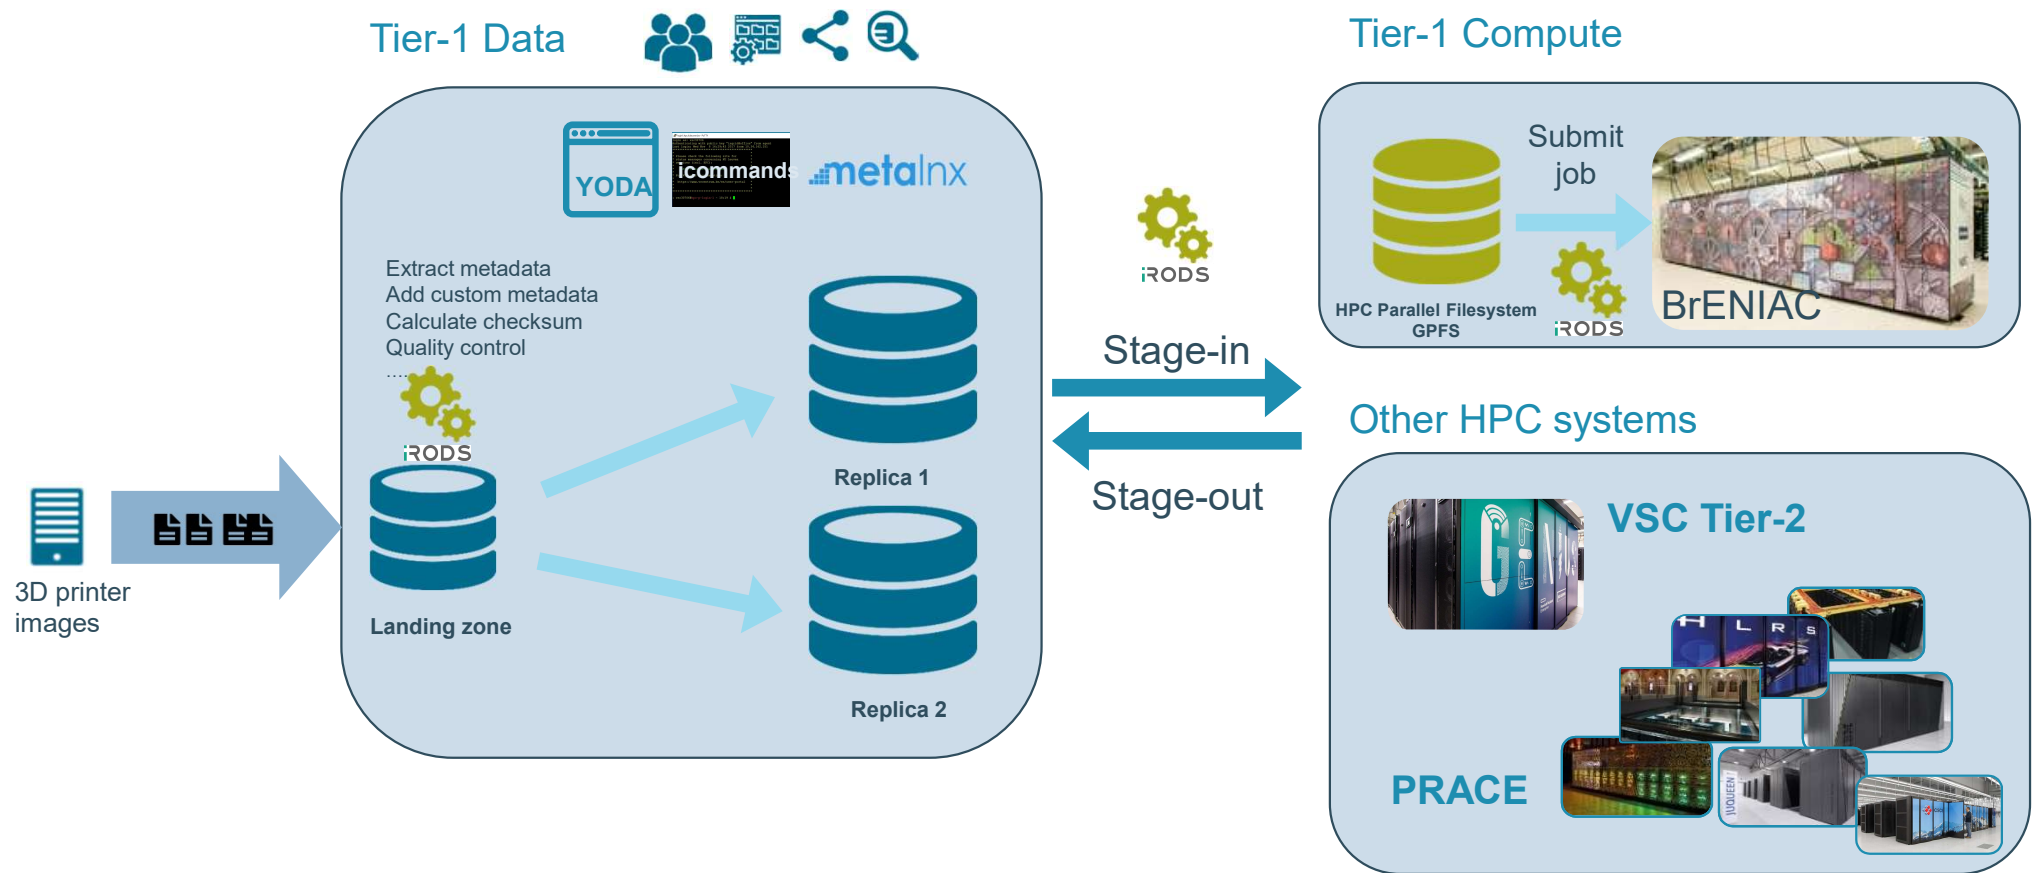 Tier-1 Data
Tier-1 Compute
YODA
icommands
metalnx
Extract metadata
Add custom metadata
Calculate checksum
Quality control
....
iRODS
Landing zone
Replica 1
Replica 2
3D printer
images
iRODS
Stage-in
Stage-out
Submit
job
HPC Parallel Filesystem
GPFS
iRODS
BrENIAC
Other HPC systems
VSC Tier-2
H L R S
PRACE
JUQUEEN